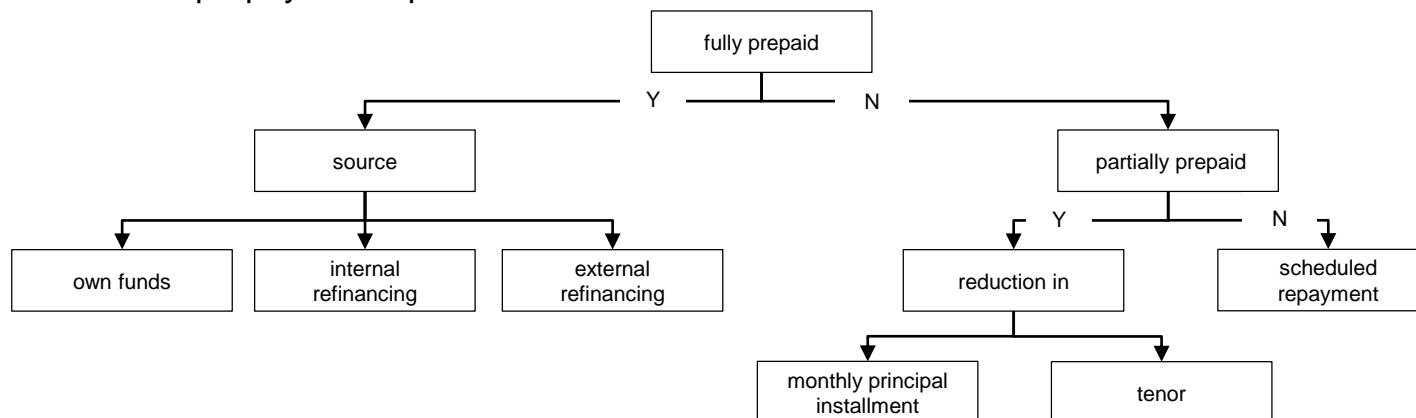 fully prepaid
Y
N
source
partially prepaid
Y
N
own funds
internal
refinancing
external
refinancing
reduction in
scheduled
repayment
monthly principal
installment
tenor